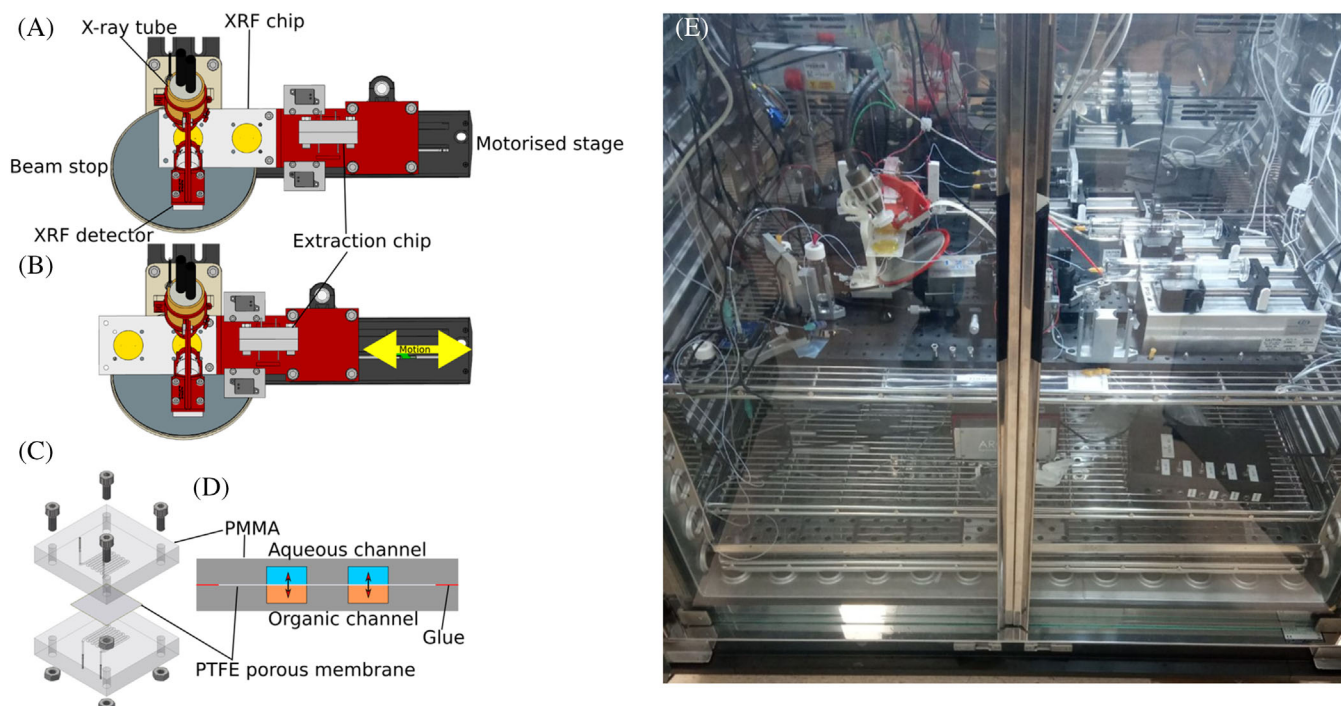 (A)
X-ray tube
XRF chip
Beam stop
Motorised stage
XRF detector
Extraction chip
(B)
Motion
(C)
(D)
PMMA
Aqueous channel
Organic channel
Glue
PTFE porous membrane
(E)